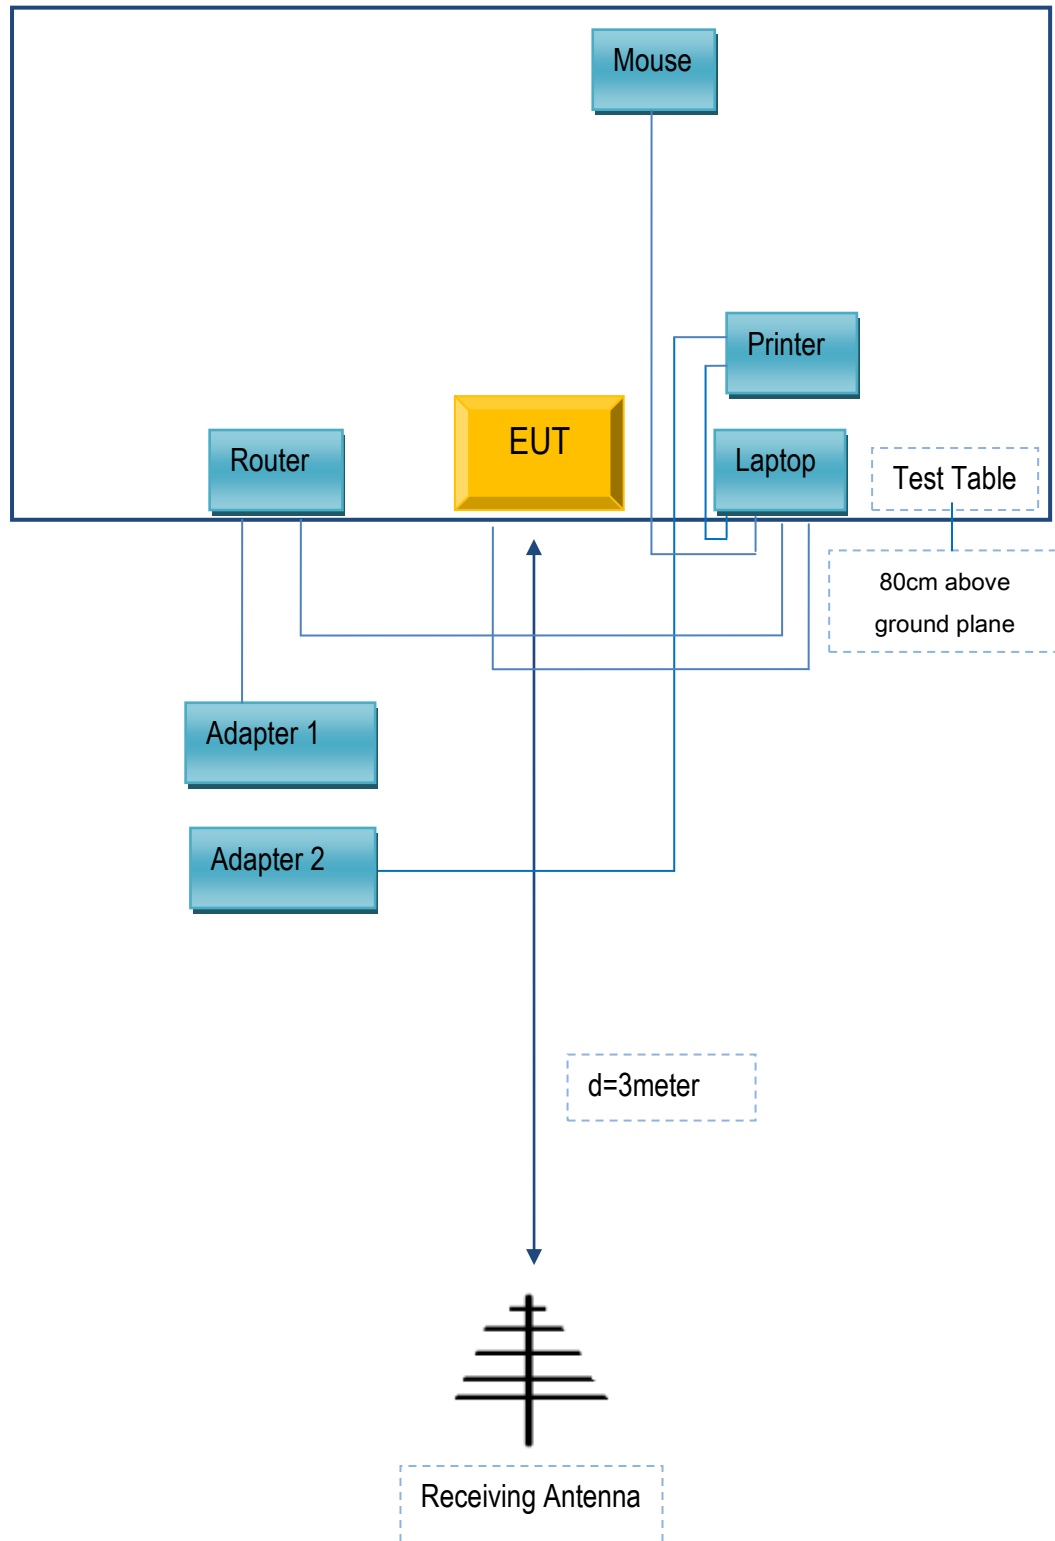 Mouse
Printer
EUT
Router
Laptop
Test Table
80cm above
ground plane
Adapter 1
Adapter 2
d=3meter
Receiving Antenna